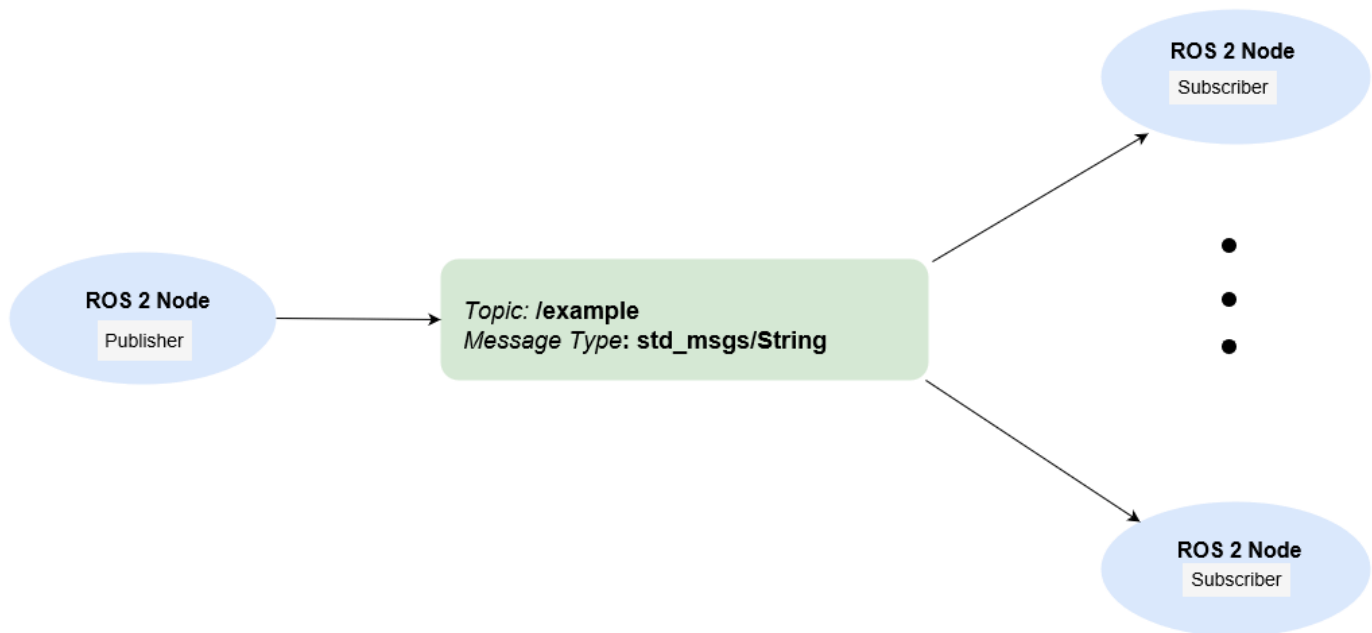 ROS 2 Node
Subscriber
ROS 2 Node
Publisher
Topic: /example
Message Type: std_msgs/String
ROS 2 Node
Subscriber